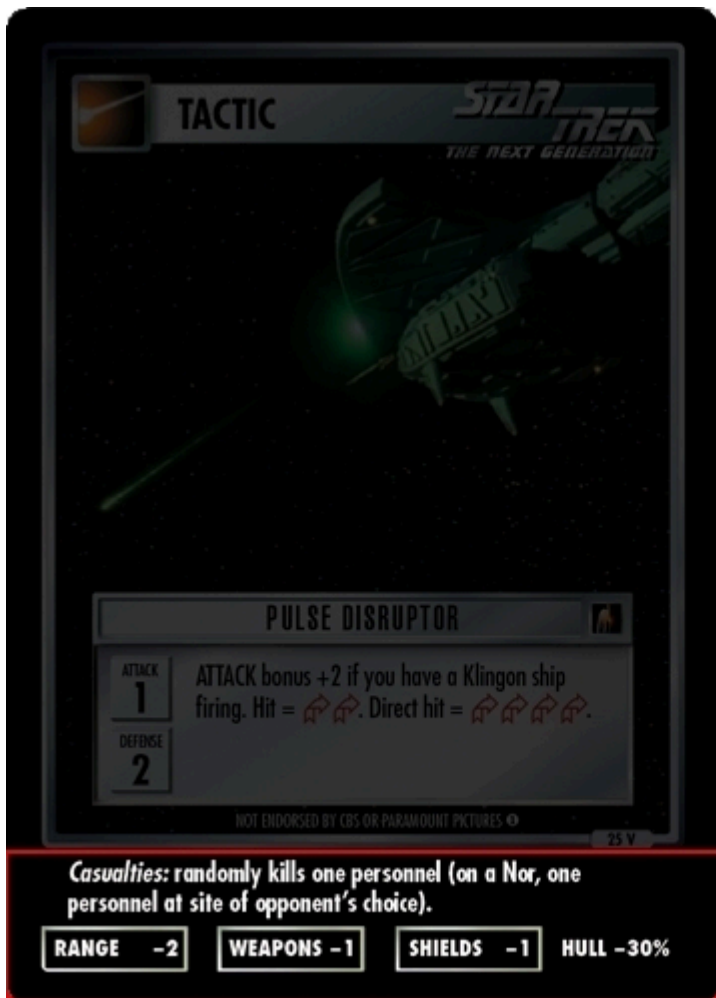 TACTIC
STAR TREK
THE NEXT GENERATION
PULSE DISRUPTOR
ATTACK
1
ATTACK bonus +2 if you have a Klingon ship
firing. Hit = . Direct hit = .
DEFENSE
2
NOT ENDORSED BY CBS OR PARAMOUNT PICTURES
25 V
Casualties: randomly kills one personnel (on a Nor, one
personnel at site of opponent's choice).
RANGE –2 WEAPONS –1 SHIELDS –1 HULL –30%